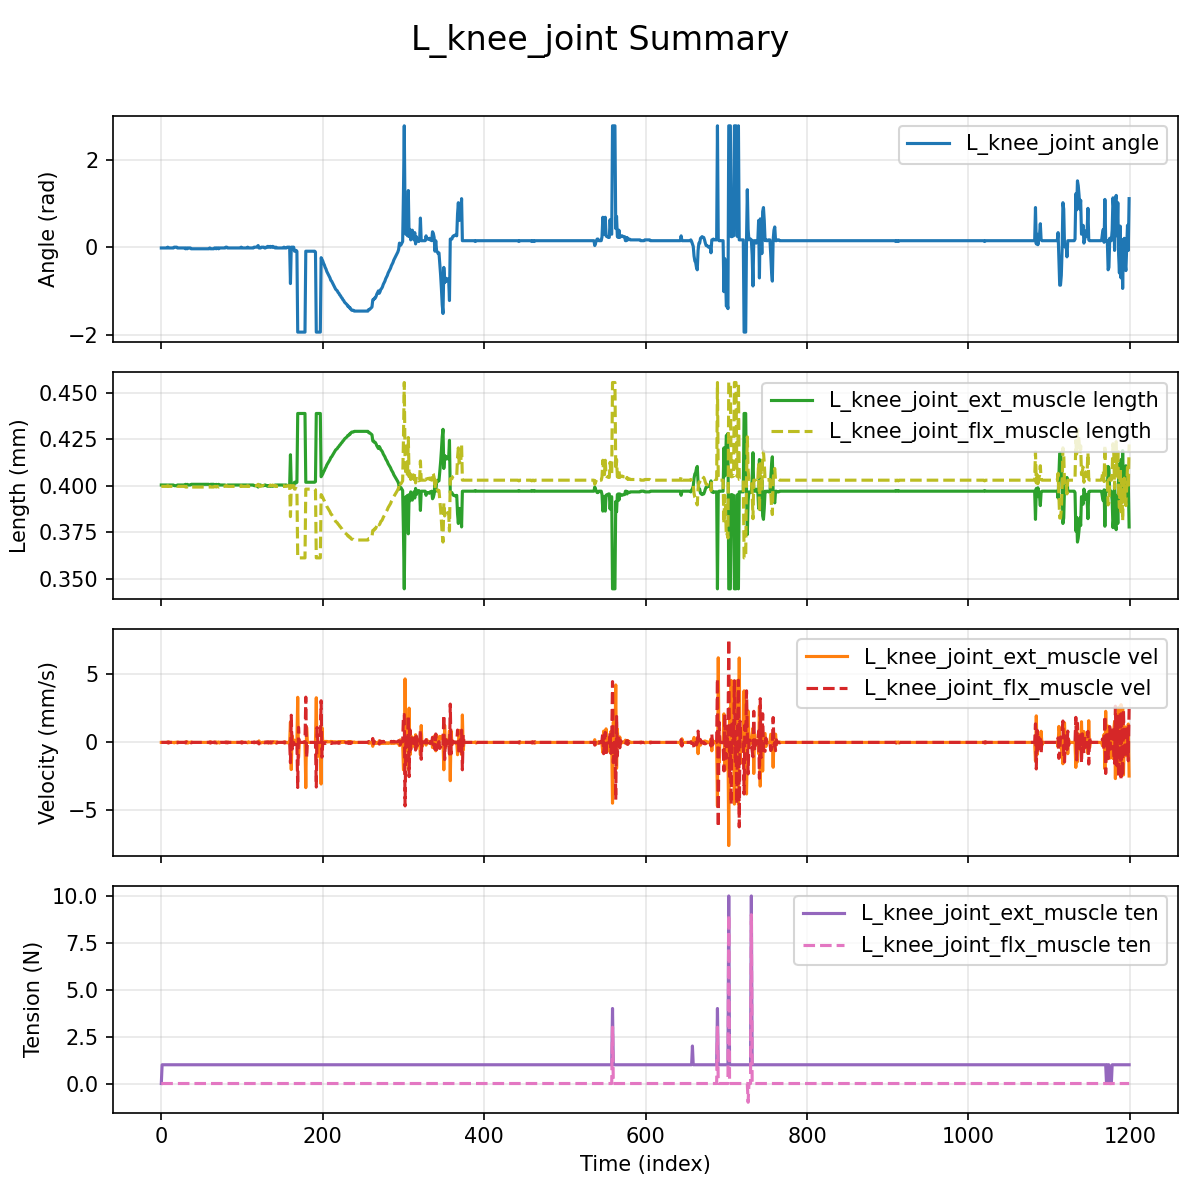 L_knee_joint Summary
2
0
−2
Angle (rad)
L_knee_joint angle
0.450
0.425
0.400
0.375
0.350
Length (mm)
L_knee_joint_ext_muscle length
L_knee_joint_flx_muscle length
5
0
−5
Velocity (mm/s)
L_knee_joint_ext_muscle vel
L_knee_joint_flx_muscle vel
10.0
7.5
5.0
2.5
0.0
Tension (N)
L_knee_joint_ext_muscle ten
L_knee_joint_flx_muscle ten
0 200 400 600 800 1000 1200
Time (index)